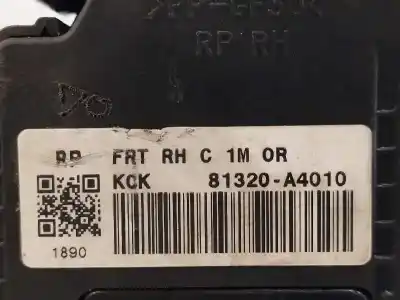 RP RH
RP FRT RH C 1M OR
KCK 81320-A4010
1890